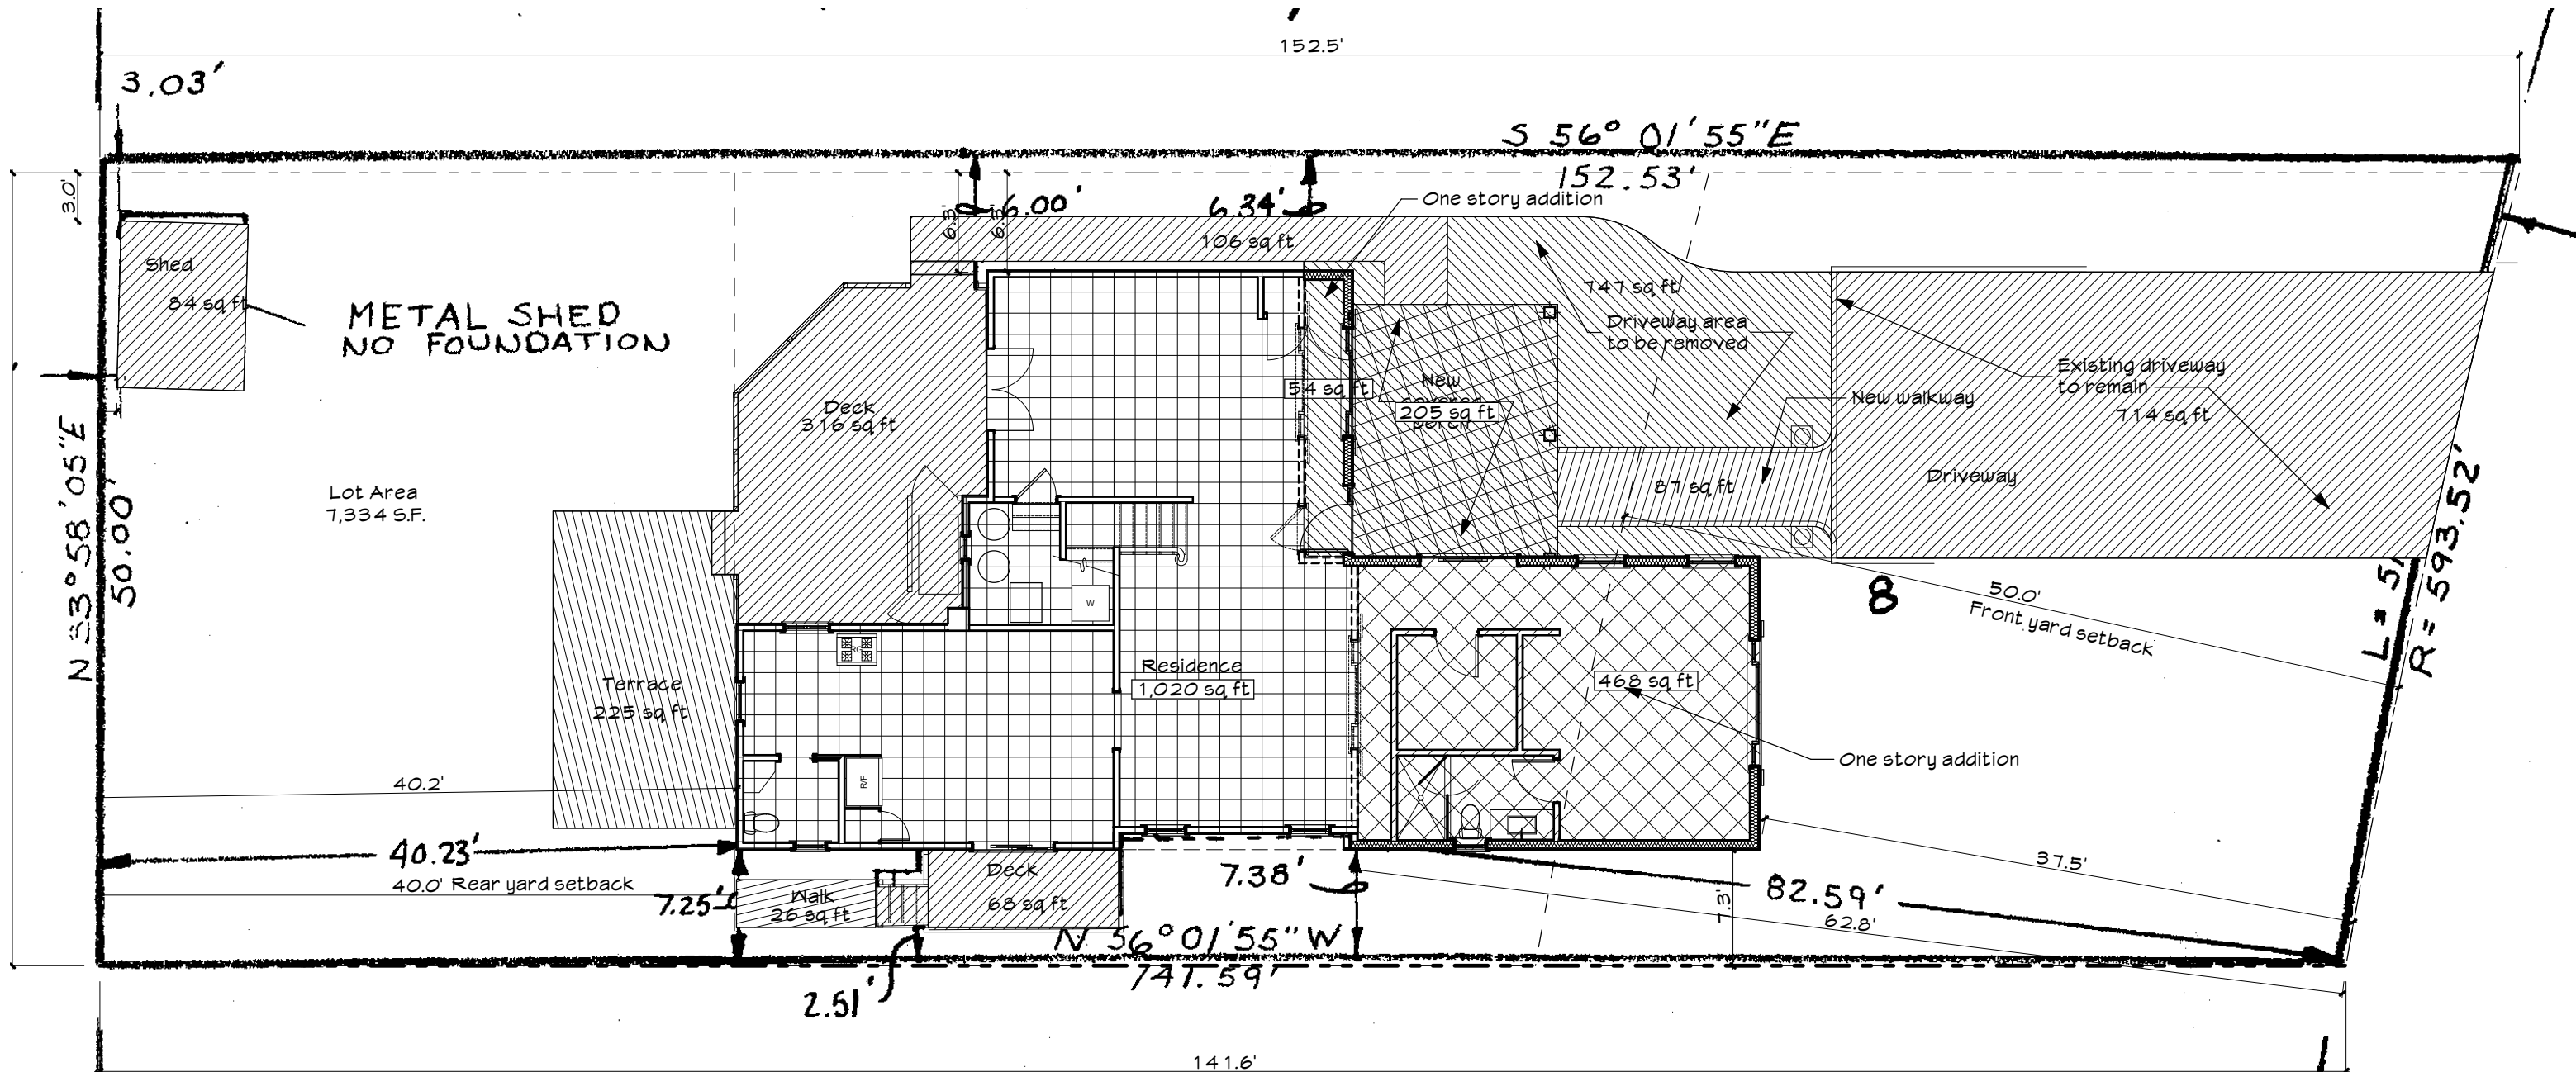 152.5'
3.03'
S 56° 01'55"E
152.53'
3.0'
6.3'
6.3'
6.00'
6.34'
One story addition
106 sq ft
Shed
84 sq ft
METAL SHED
NO FOUNDATION
747 sq ft
Driveway area
to be removed
Existing driveway
to remain
714 sq ft
54 sq ft
New
205 sq ft
porch
New walkway
Deck
316 sq ft
87 sq ft
Driveway
N 33°58'05"E
50.00'
Lot Area
7,334 S.F.
W
8
50.0'
Front yard setback
R= 593.52'
Residence
1,020 sq ft
468 sq ft
Terrace
225 sq ft
One story addition
R/F
40.2'
40.23'
40.0' Rear yard setback
7.25'
Walk
26 sq ft
Deck
68 sq ft
7.38'
37.5'
82.59'
62.8'
7.3'
N 56°01'55"W
2.51'
141.6'